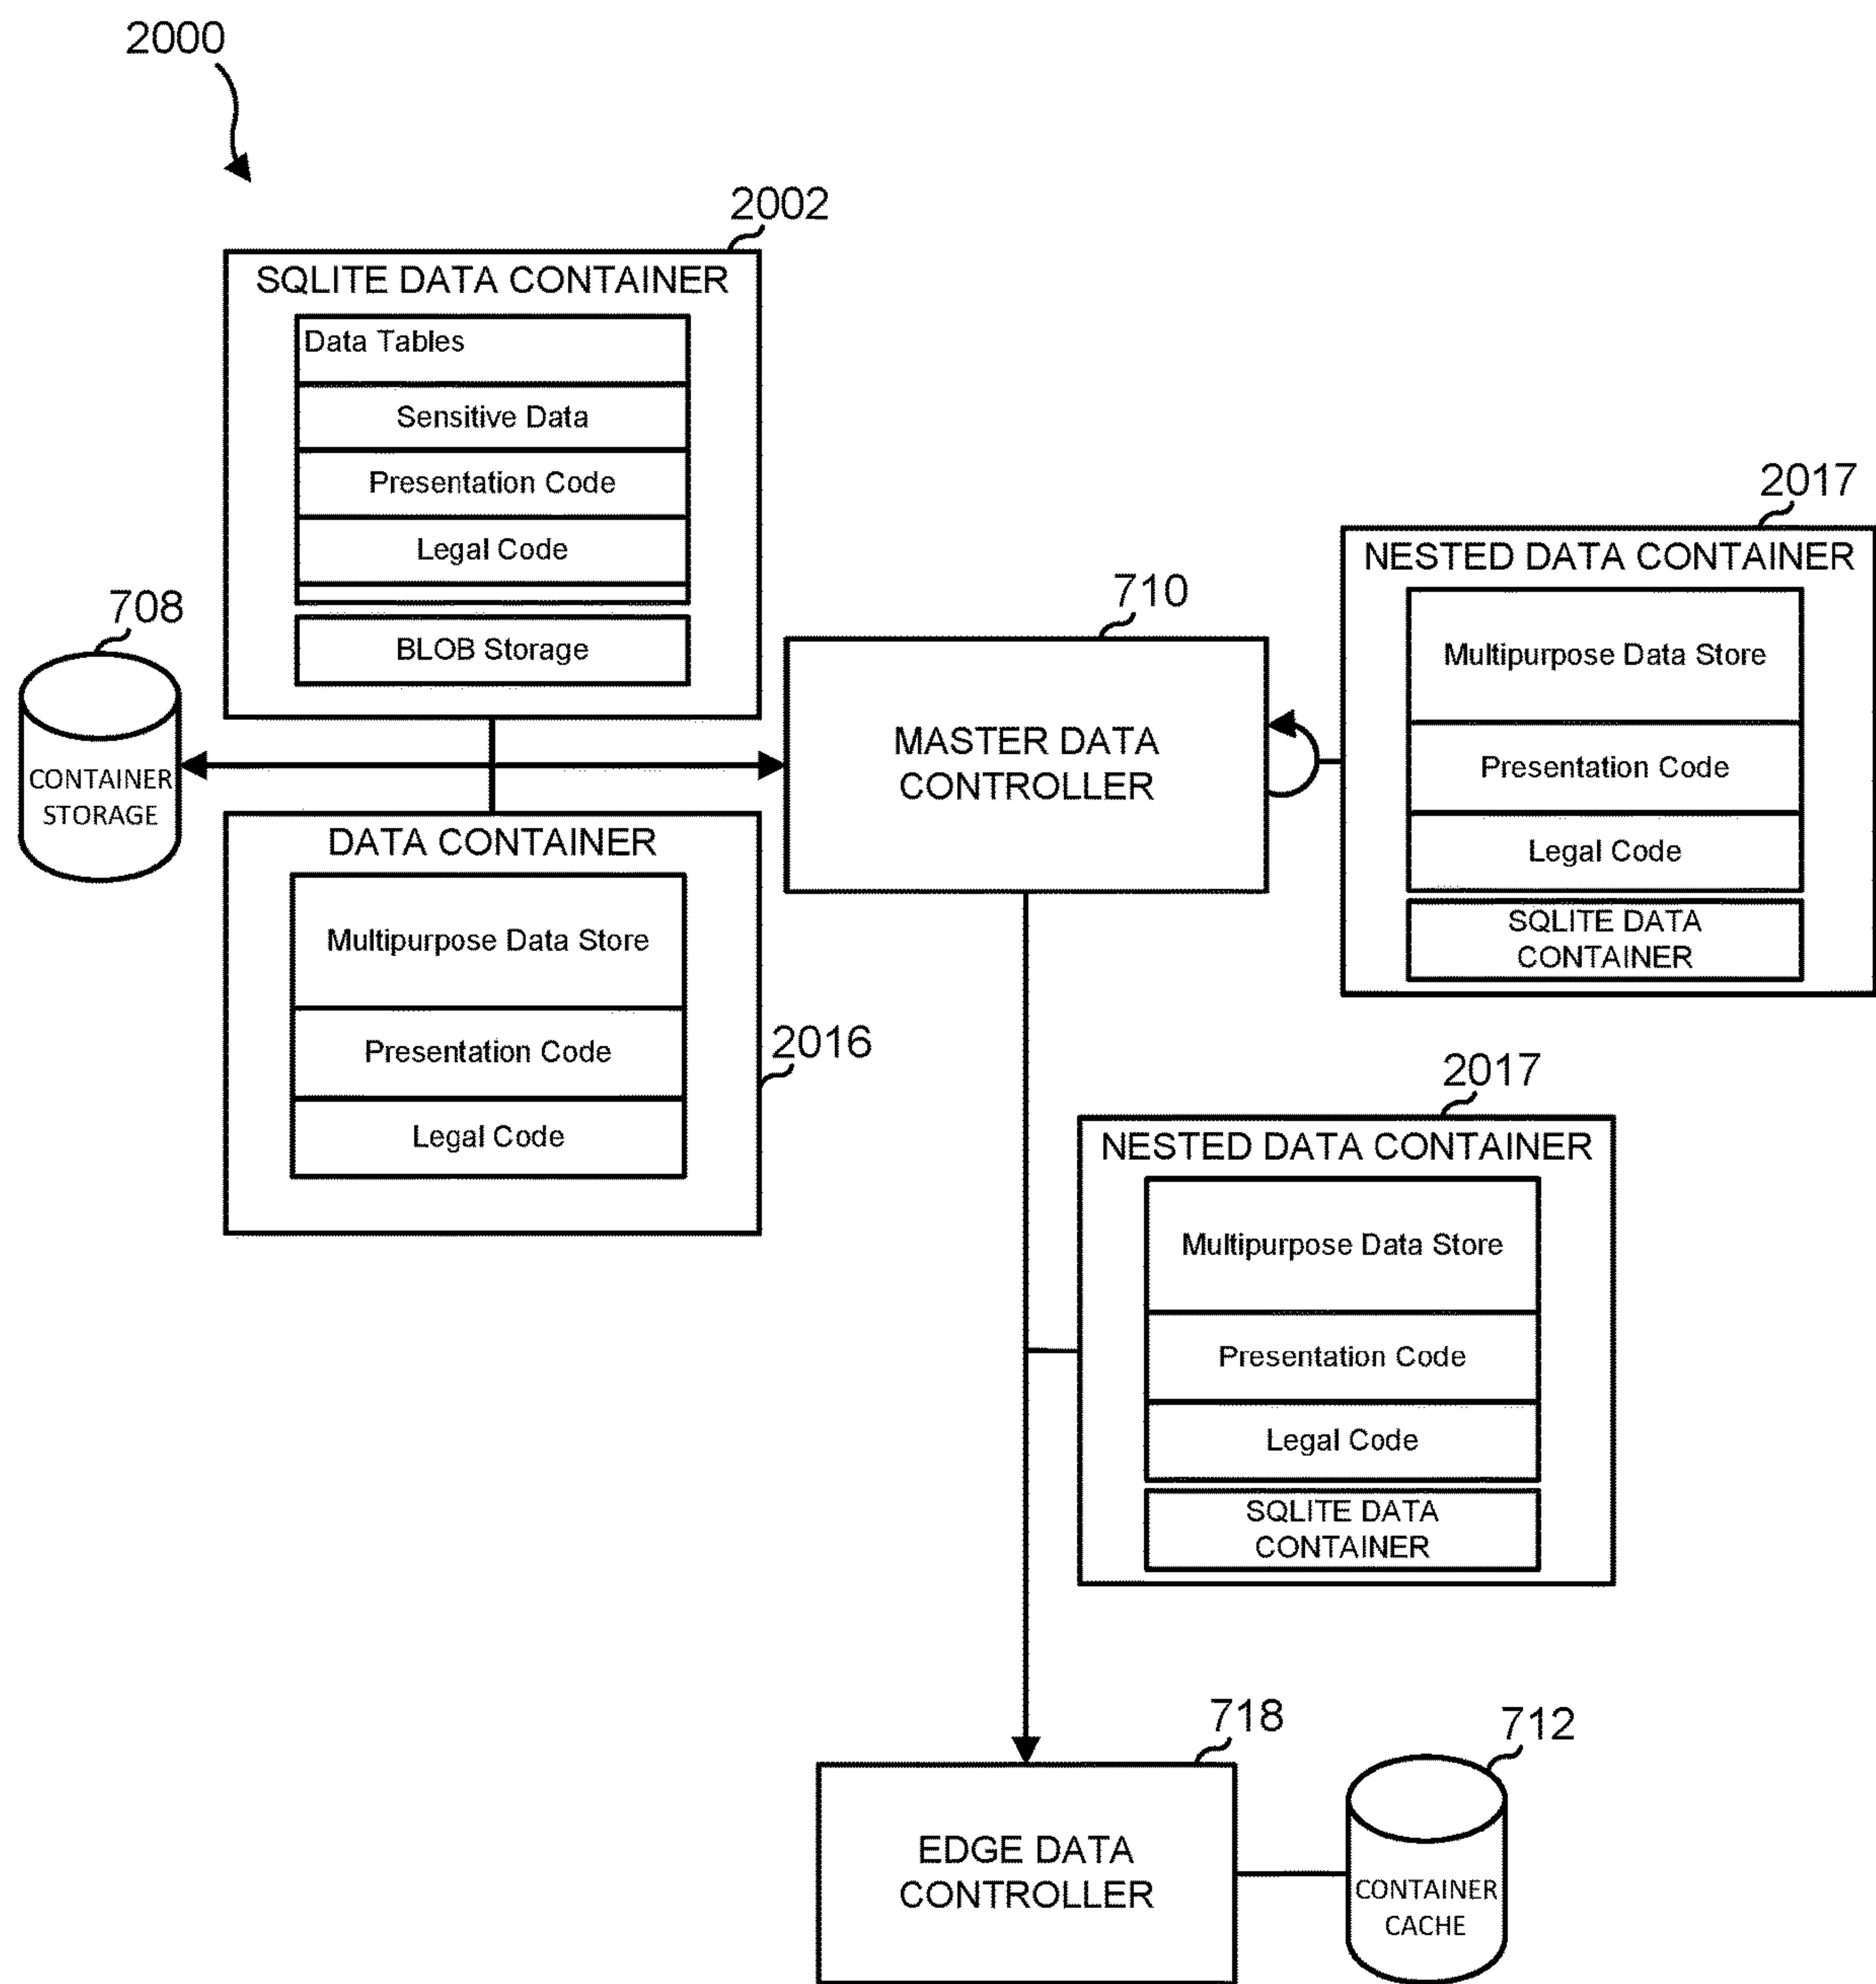 2000
2002
SQLITE DATA CONTAINER
Data Tables
Sensitive Data
Presentation Code
Legal Code
BLOB Storage
708
CONTAINER
STORAGE
710
MASTER DATA
CONTROLLER
2017
NESTED DATA CONTAINER
Multipurpose Data Store
Presentation Code
Legal Code
SQLITE DATA
CONTAINER
DATA CONTAINER
Multipurpose Data Store
Presentation Code
Legal Code
2016
2017
NESTED DATA CONTAINER
Multipurpose Data Store
Presentation Code
Legal Code
SQLITE DATA
CONTAINER
718
EDGE DATA
CONTROLLER
712
CONTAINER
CACHE